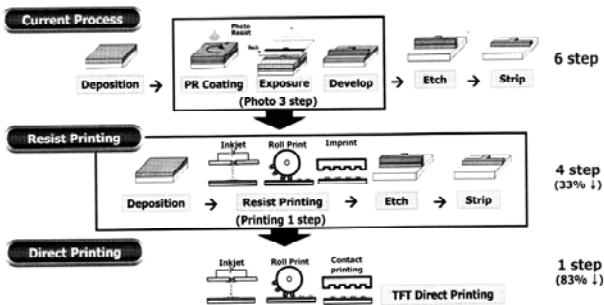 Current Process
Photo
Resist
Deposition
PR Coating
Exposure
Develop
Etch
Strip
(Photo 3 step)
6 step
Resist Printing
Inkjet
Roll Print
Imprint
Deposition
Resist Printing
Etch
Strip
(Printing 1 step)
4 step
(33% ↓)
Direct Printing
Inkjet
Roll Print
Contact
printing
TFT Direct Printing
1 step
(83% ↓)